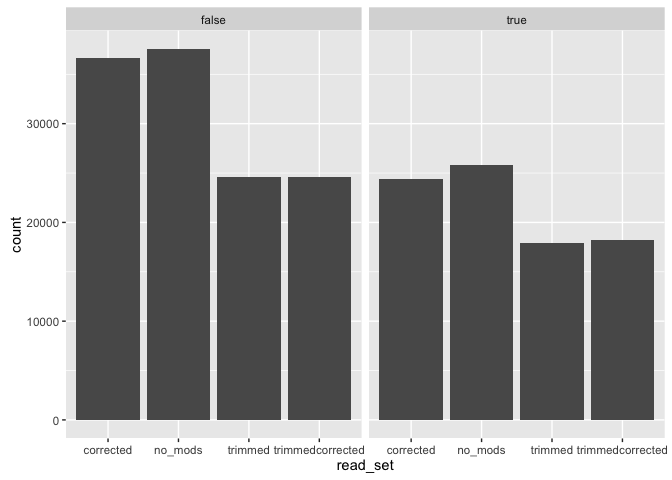 false true
count
30000
20000
10000
0
corrected no_mods trimmed trimmedcorrected corrected no_mods trimmed trimmedcorrected
read_set